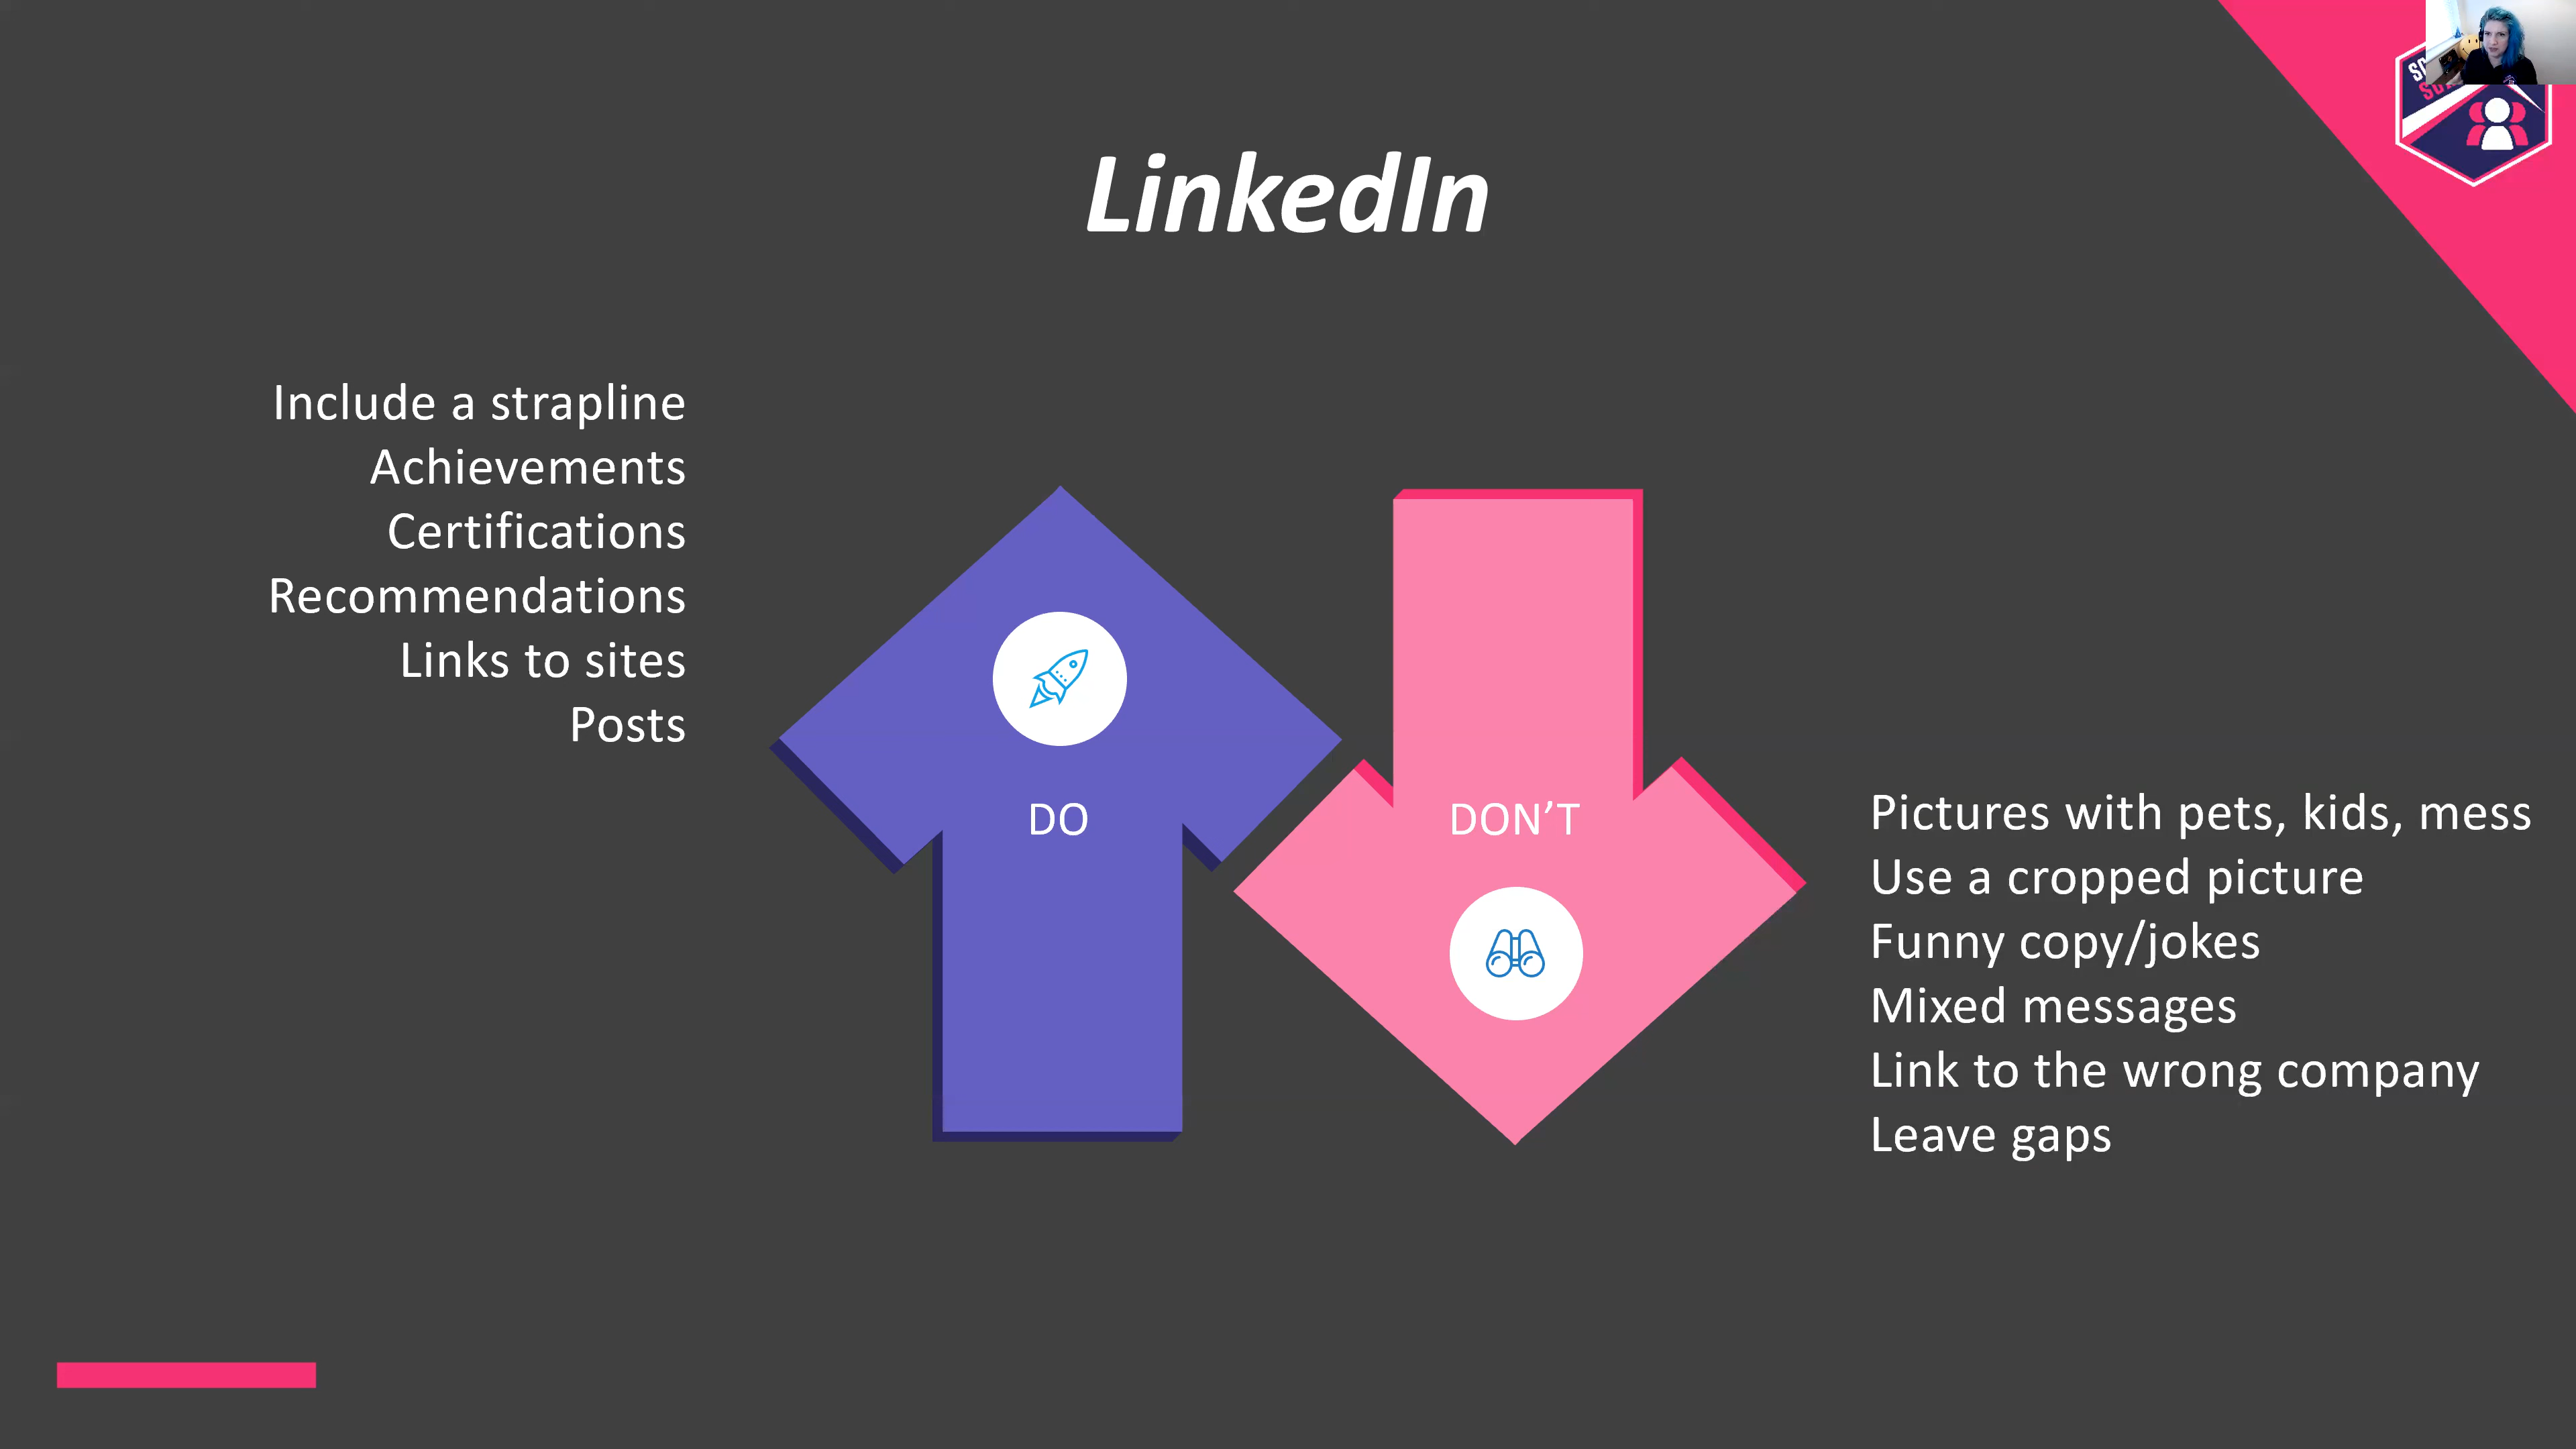 LinkedIn
Include a strapline
Achievements
Certifications
Recommendations
Links to sites
Posts
DO
DON’T
Pictures with pets, kids, mess
Use a cropped picture
Funny copy/jokes
Mixed messages
Link to the wrong company
Leave gaps